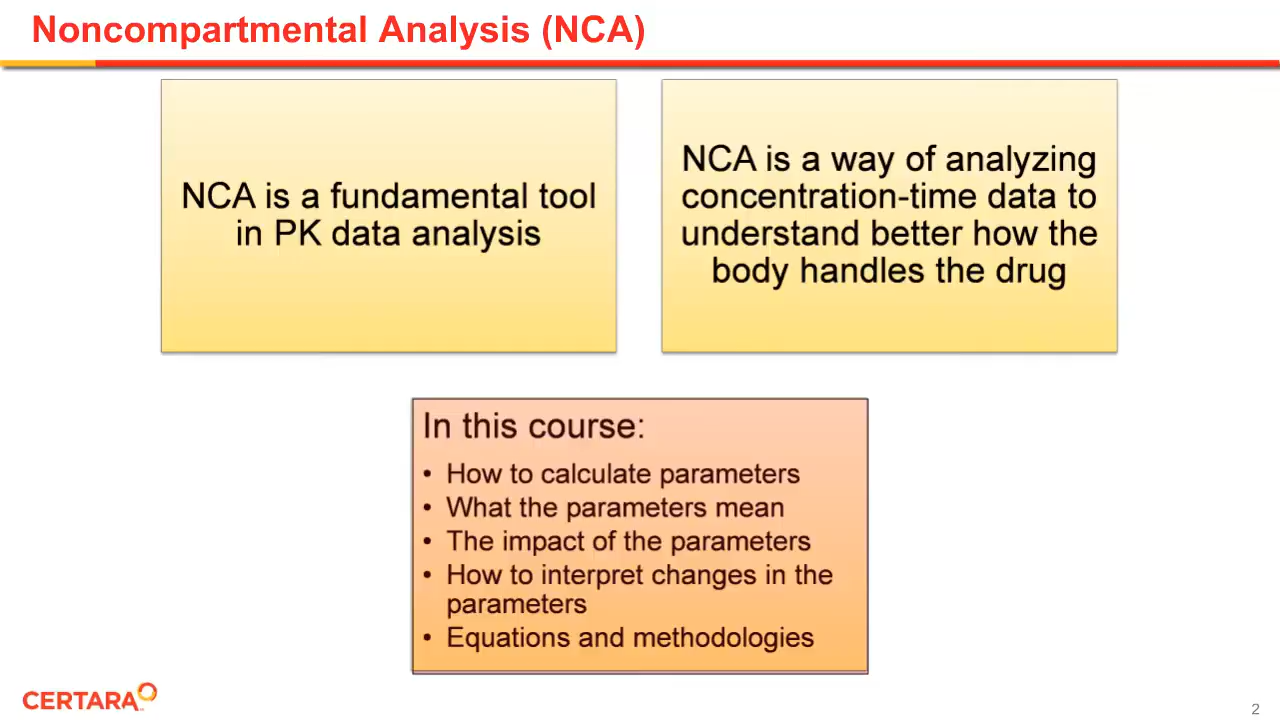 Noncompartmental Analysis (NCA)
NCA is a fundamental tool
in PK data analysis
NCA is a way of analyzing
concentration-time data to
understand better how the
body handles the drug
In this course:
• How to calculate parameters
• What the parameters mean
• The impact of the parameters
• How to interpret changes in the
parameters
• Equations and methodologies
CERTARA
2